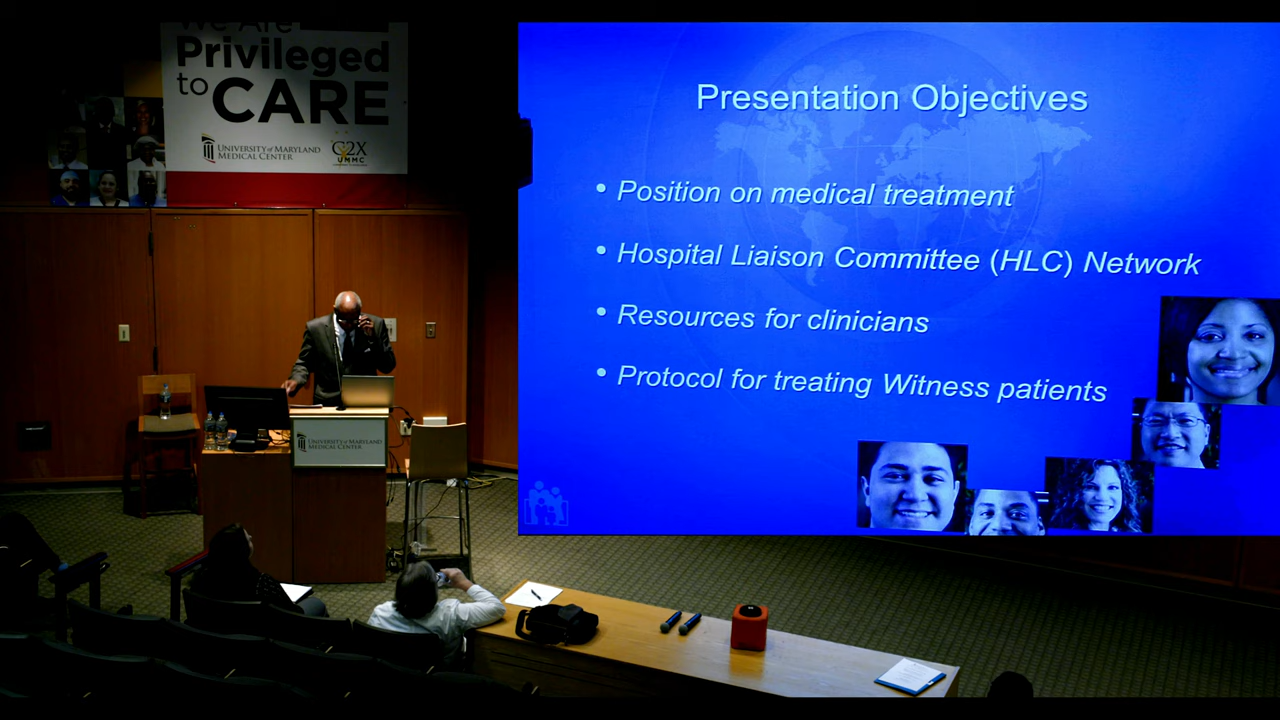 We Are
Privileged
to CARE
UNIVERSITY of MARYLAND
MEDICAL CENTER
C2X
UMMC
Presentation Objectives
• Position on medical treatment
• Hospital Liaison Committee (HLC) Network
• Resources for clinicians
• Protocol for treating Witness patients
UNIVERSITY of MARYLAND
MEDICAL CENTER